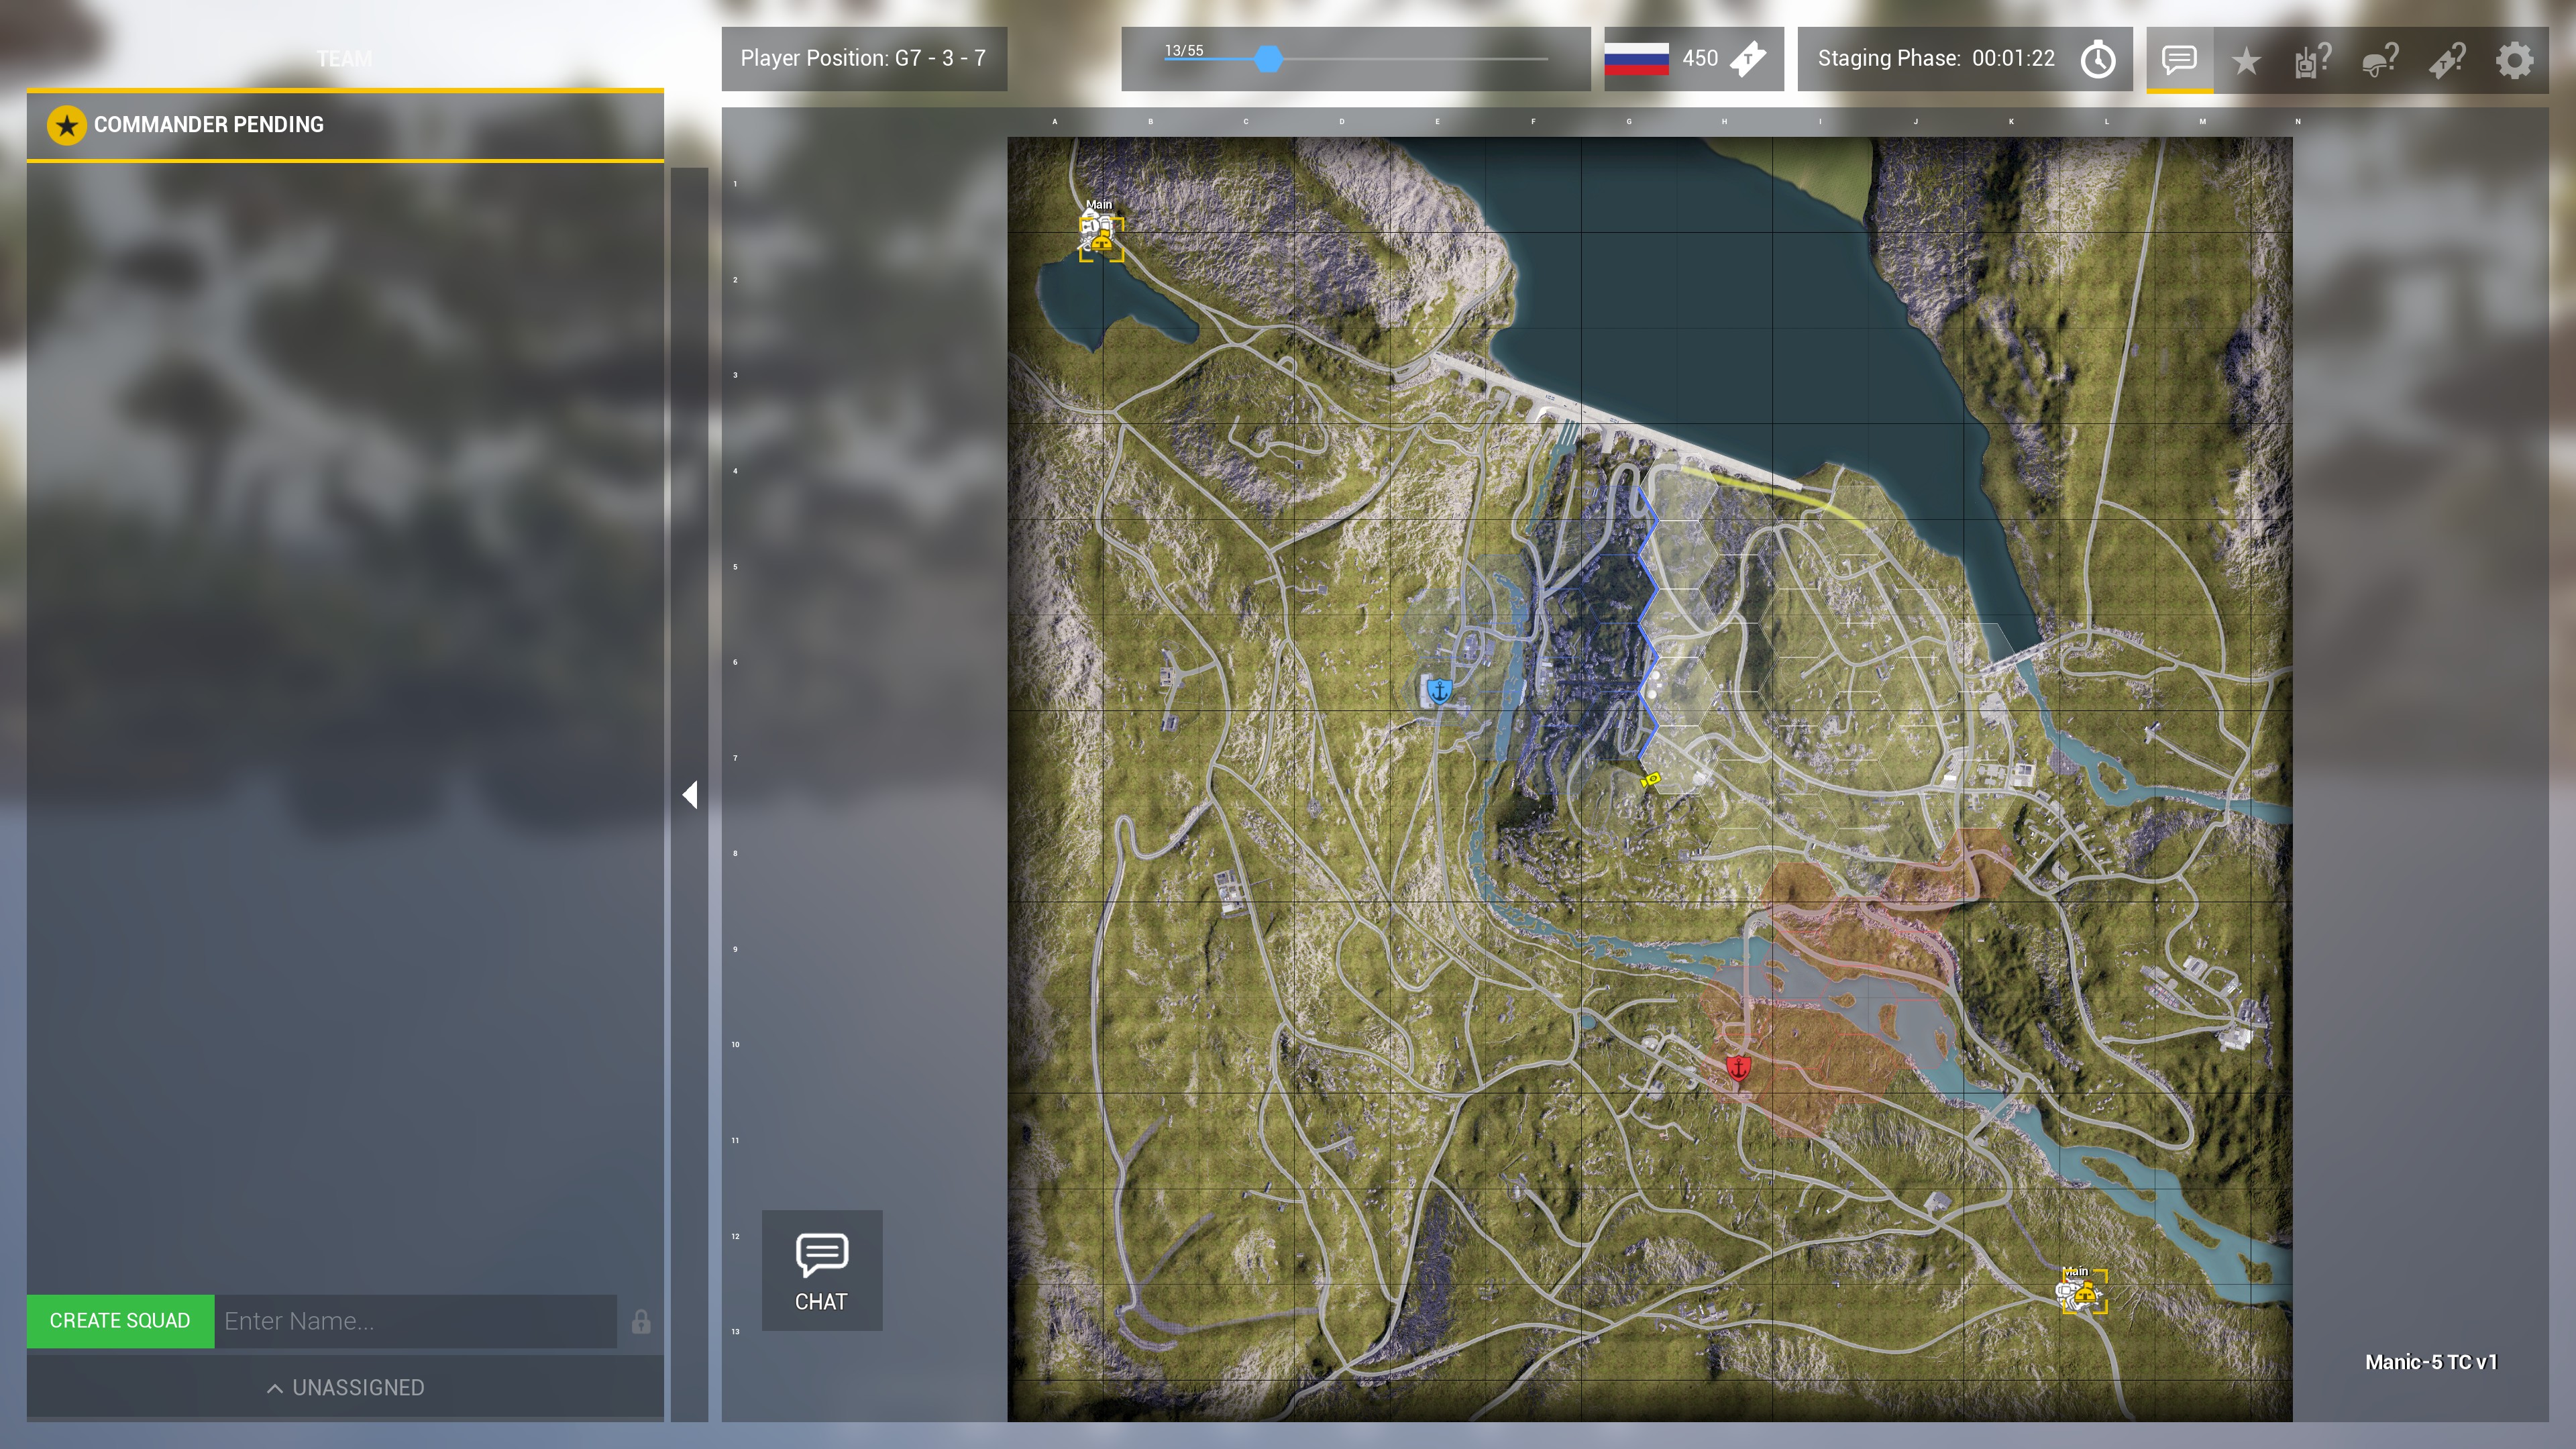 TEAM
Player Position: G7 - 3 - 7
13/55
450
Staging Phase: 00:01:22
COMMANDER PENDING
A B C D E F G H I J K L M N
1
Main
2
3
4
5
6
7
8
9
10
11
12
CHAT
Main
CREATE SQUAD Enter Name...
13
Manic-5 TC v1
UNASSIGNED